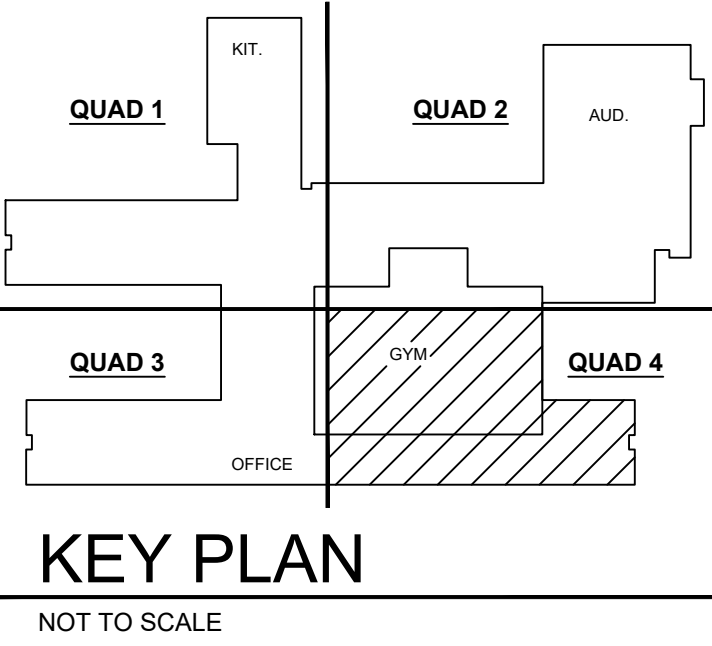 KIT.
QUAD 1
QUAD 2
AUD.
QUAD 3
GYM
QUAD 4
OFFICE
KEY PLAN
NOT TO SCALE